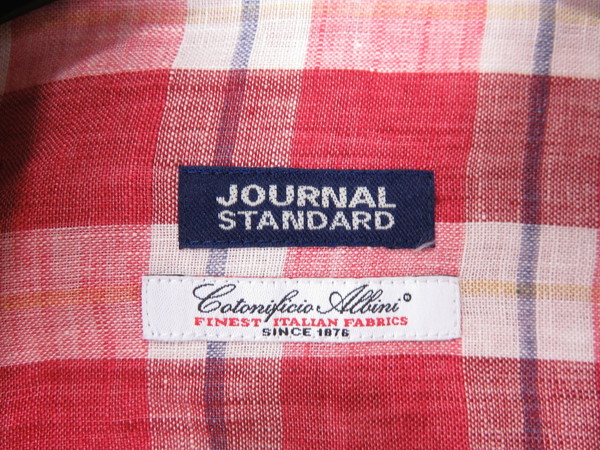 JOURNAL
STANDARD
Cotonificio Albini®
FINEST ITALIAN FABRICS
SINCE 1876